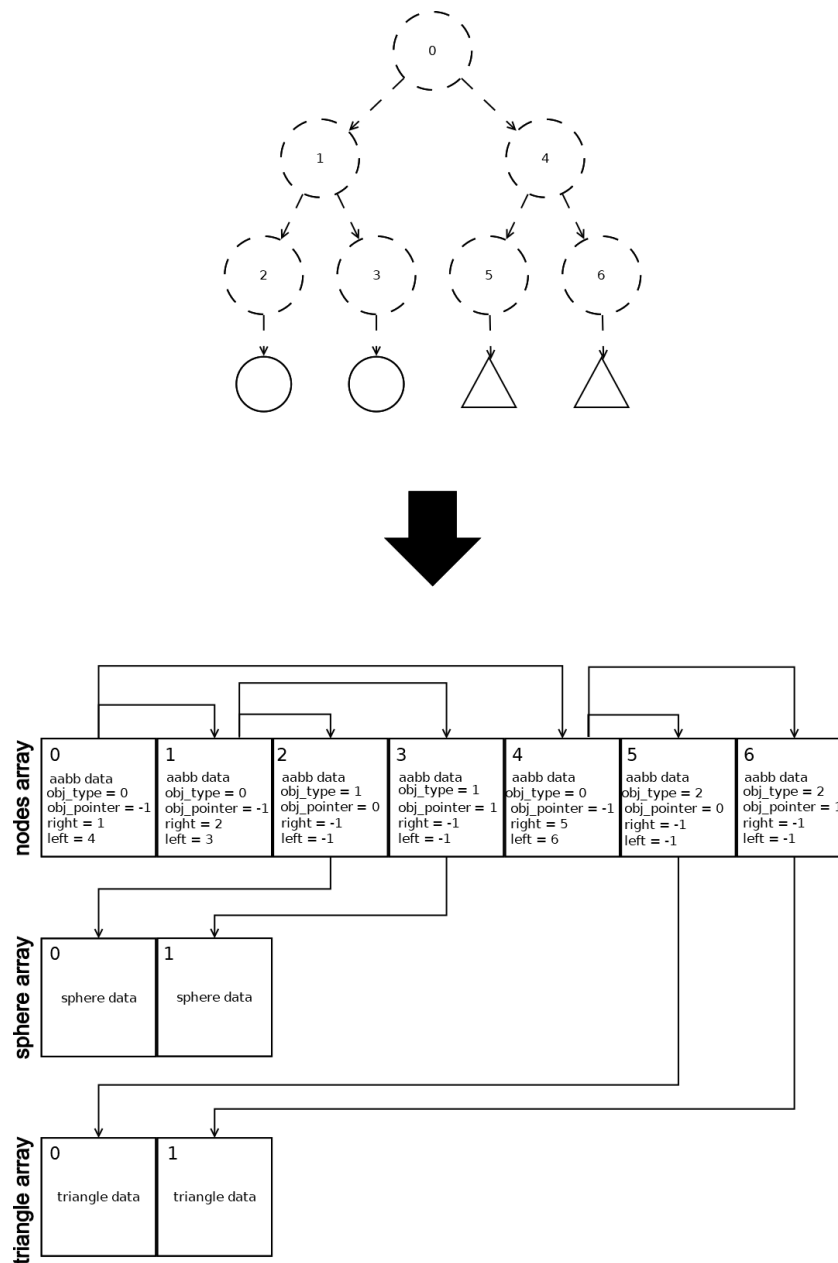 0
1
4
2
3
5
6
nodes array
0
aabb data
obj_type = 0
obj_pointer = -1
right = 1
left = 4
1
aabb data
obj_type = 0
obj_pointer = -1
right = 2
left = 3
2
aabb data
obj_type = 1
obj_pointer = 0
right = -1
left = -1
3
aabb data
obj_type = 1
obj_pointer = 1
right = -1
left = -1
4
aabb data
obj_type = 0
obj_pointer = -1
right = 5
left = 6
5
aabb data
obj_type = 2
obj_pointer = 0
right = -1
left = -1
6
aabb data
obj_type = 2
obj_pointer = 1
right = -1
left = -1
sphere array
0
sphere data
1
sphere data
triangle array
0
triangle data
1
triangle data